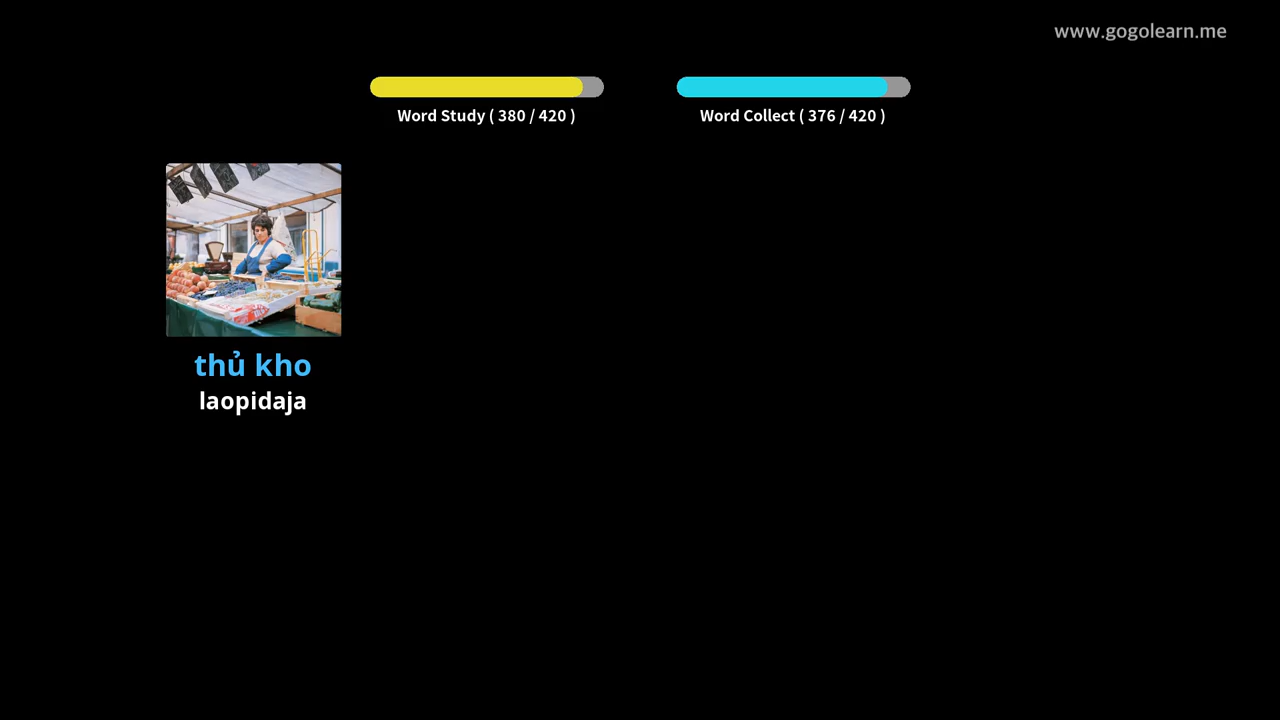 www.gogolearn.me
Word Study ( 380 / 420 )
Word Collect ( 376 / 420 )
thủ kho
laopidaja